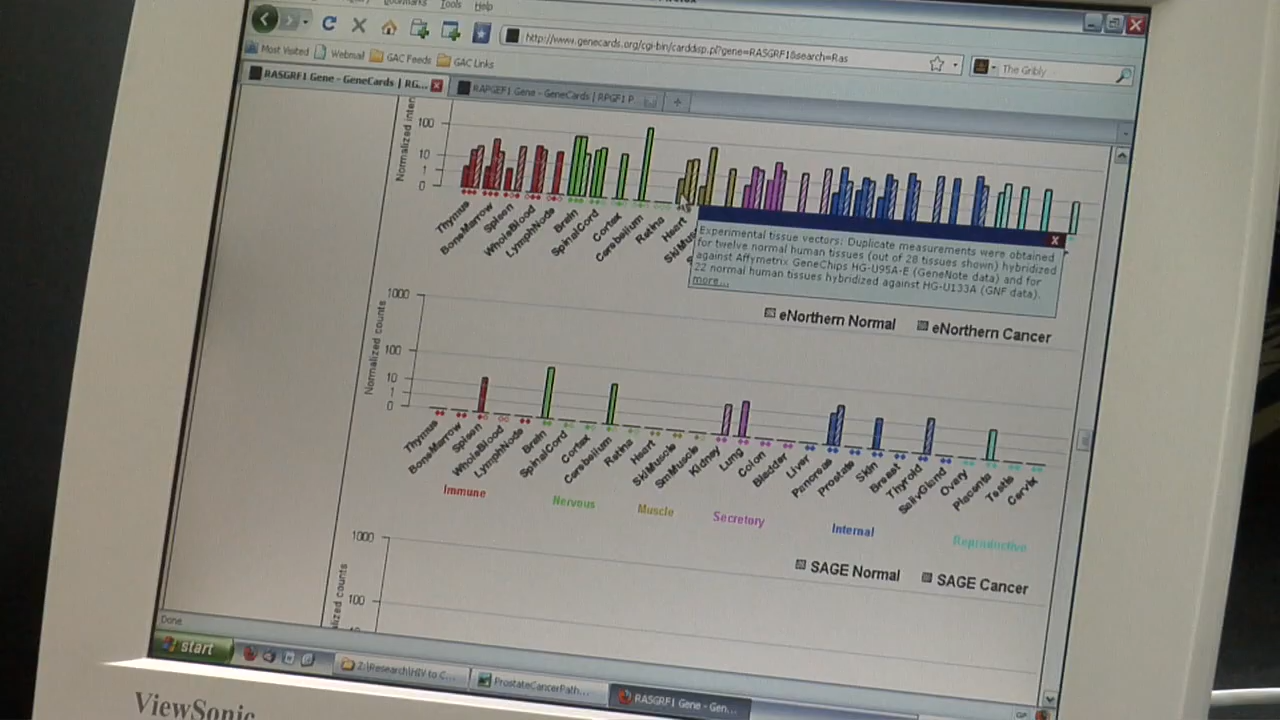 Bookmarks Tools Help
http://www.genecards.org/cgi-bin/carddisp.pl?gene=RASGRF1&search=Ras
The Gribly
Most Visited Webmail GAC Feeds GAC Links
RASGRF1 Gene - GeneCards | RG...
RAPGEF1 Gene - GeneCards | RPGF1 P
Normalized inten
100
10
1
0
Thymus
BoneMarrow
Spleen
WholeBlood
LymphNode
Brain
SpinalCord
Cortex
Cerebellum
Retina
Heart
SklMus
Experimental tissue vectors: Duplicate measurements were obtained
for twelve normal human tissues (out of 28 tissues shown) hybridized
against Affymetrix GeneChips HG-U95A-E (GeneNote data) and for
22 normal human tissues hybridized against HG-U133A (GNF data).
more...
eNorthern Normal eNorthern Cancer
Normalized counts
1000
100
10
1
0
Thymus
BoneMarrow
Spleen
WholeBlood
LymphNode
Brain
SpinalCord
Cortex
Cerebellum
Retina
Heart
SklMuscle
SmMuscle
Kidney
Lung
Colon
Bladder
Liver
Pancreas
Prostate
Skin
Breast
Thyroid
SalivGland
Ovary
Placenta
Testis
Cervix
Immune Nervous Muscle Secretory Internal Reproductive
SAGE Normal SAGE Cancer
alized counts
1000
100
Done
start
Z:\Research\HIV to C...
ProstateCancerPath...
RASGRF1 Gene - Gen...
ViewSonic